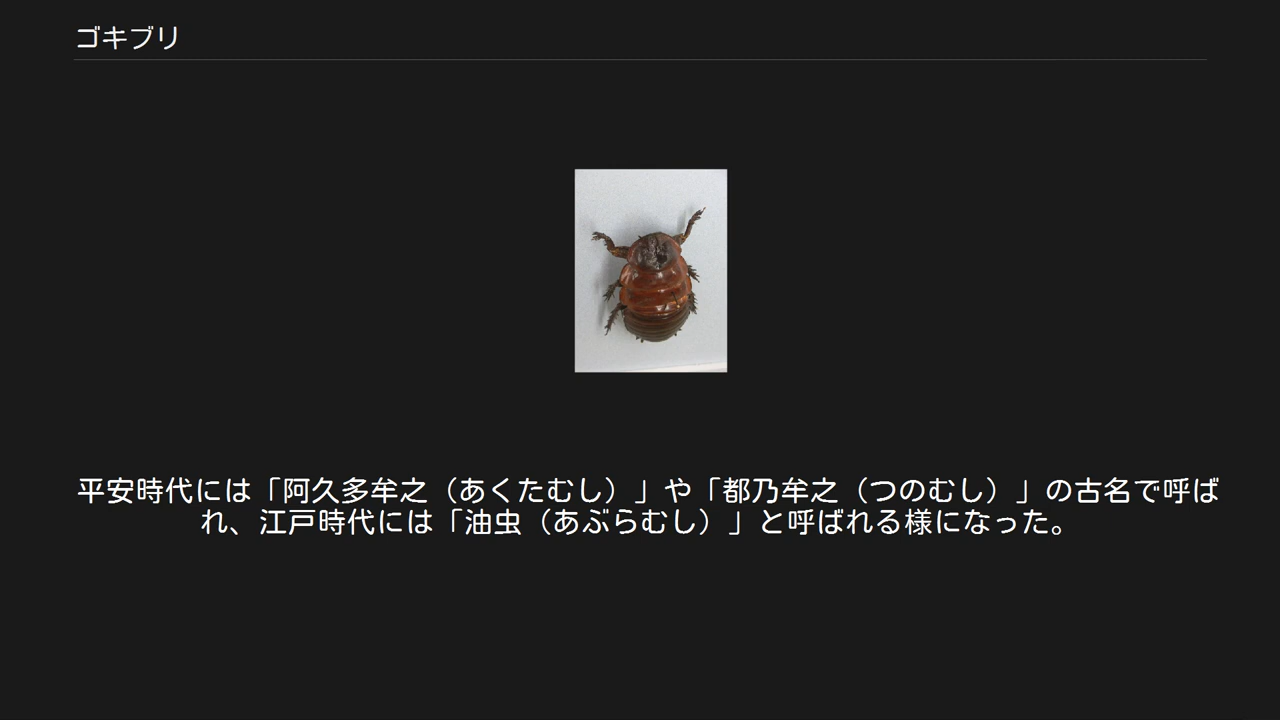 ゴキブリ
平安時代には「阿久多牟之（あくたむし）」や「都乃牟之（つのむし）」の古名で呼ば
れ、江戸時代には「油虫（あぶらむし）」と呼ばれる様になった。